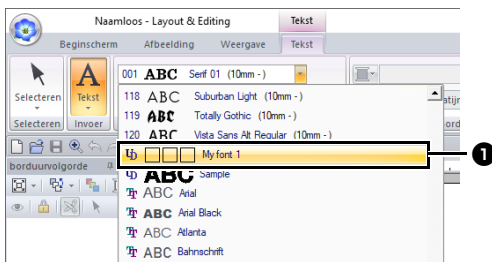 Naamloos - Layout & Editing Tekst
Beginscherm Afbeelding Weergave Tekst
001 ABC Serif 01 (10mm - )
Selecteren Tekst
118 ABC Suburban Light (10mm - )
119 ABC Totally Gothic (10mm - )
Selecteren Invoer
120 ABC Vista Sans Alt Regular (10mm - )
My font 1
1
borduurvolgorde
ABC Sample
ABC Arial
ABC Arial Black
ABC Atlanta
ABC Bahnschrift